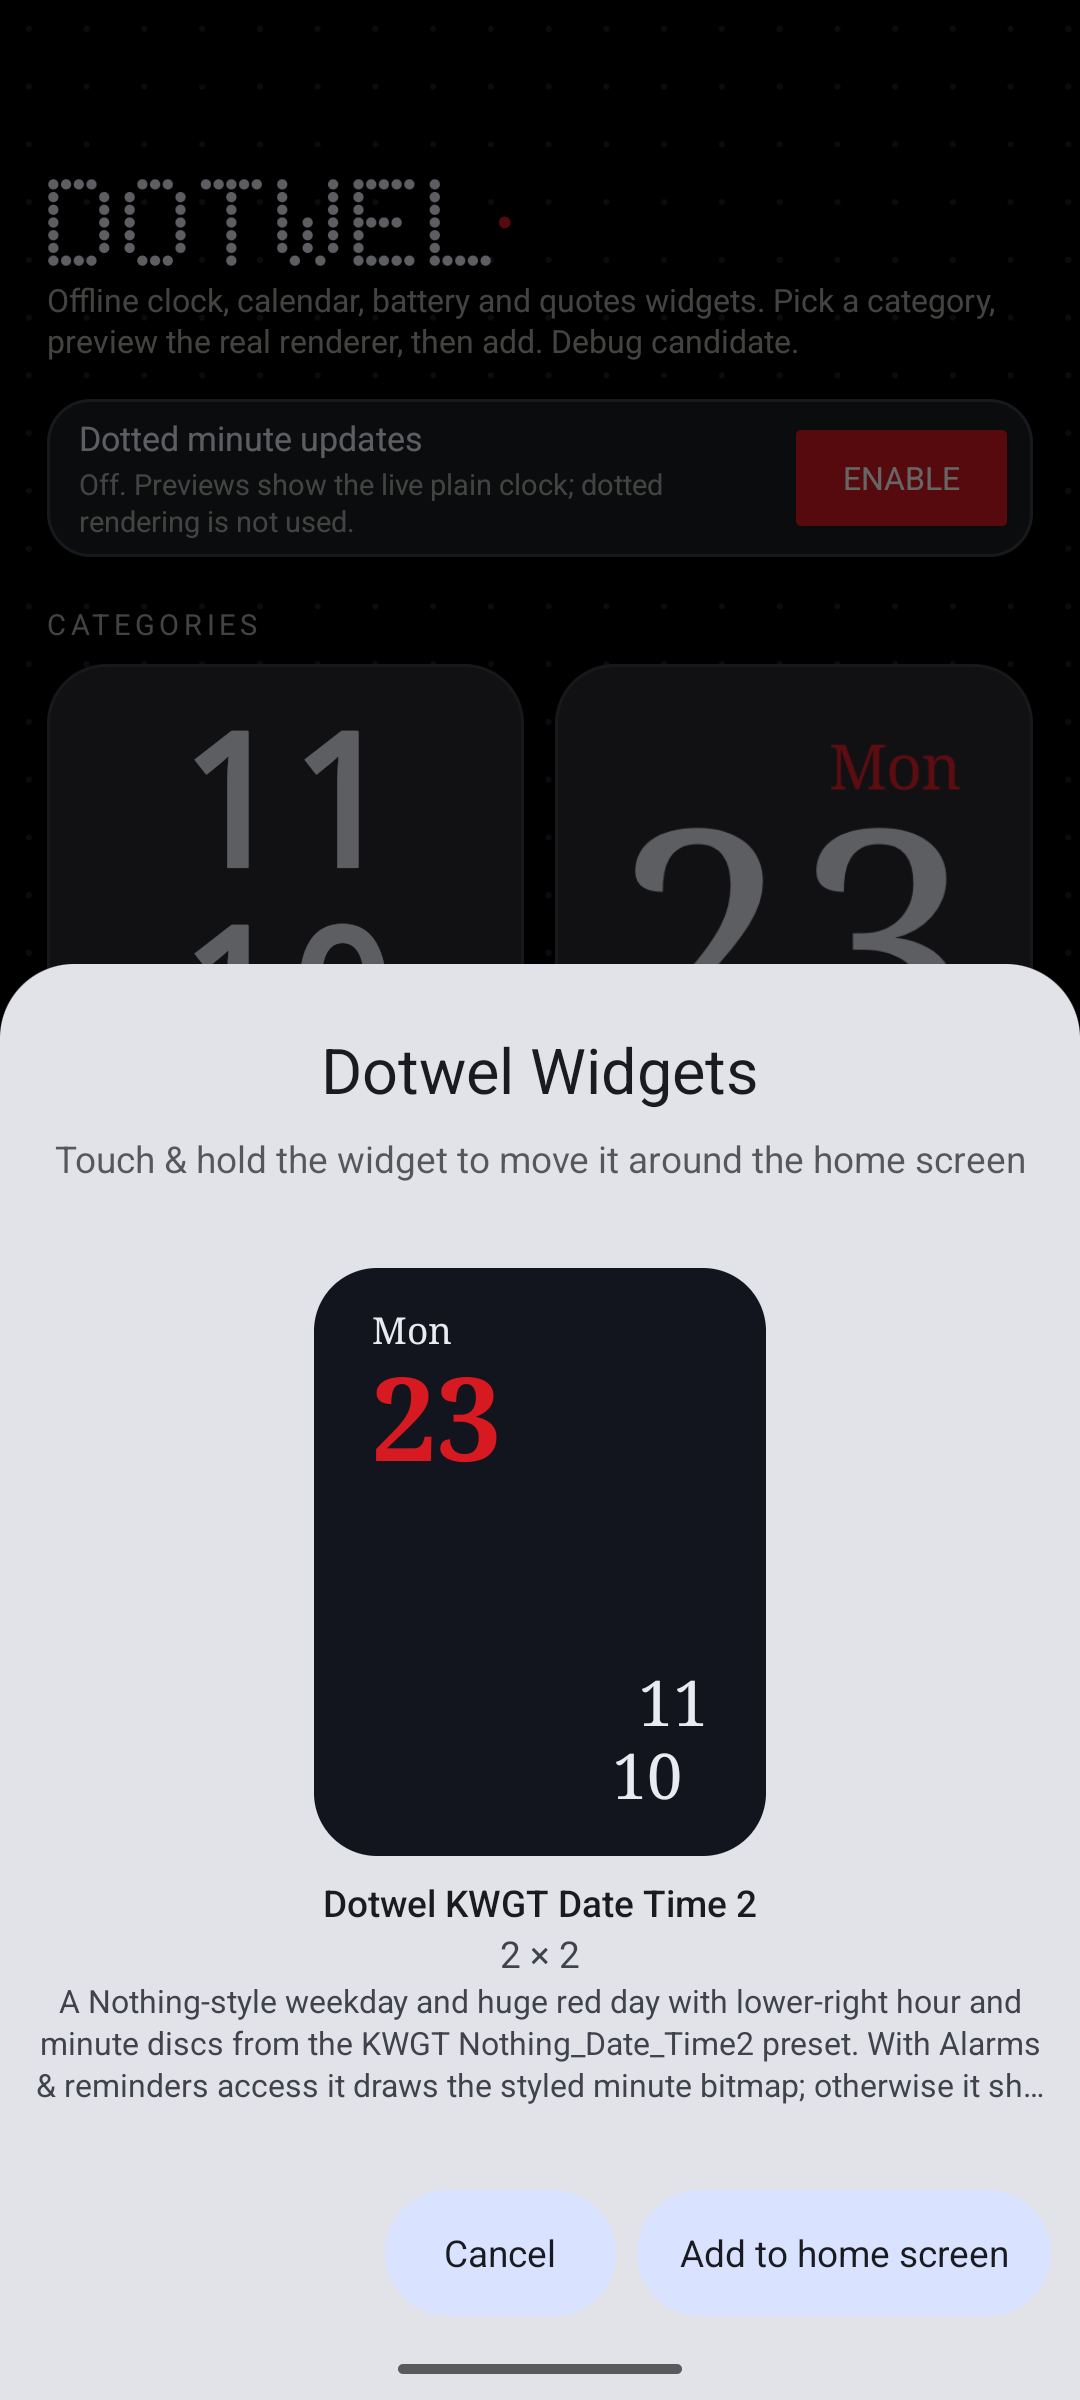 DOTWEL
Offline clock, calendar, battery and quotes widgets. Pick a category,
preview the real renderer, then add. Debug candidate.
Dotted minute updates
Off. Previews show the live plain clock; dotted
rendering is not used.
ENABLE
CATEGORIES
11
10
Mon
23
Dotwel Widgets
Touch & hold the widget to move it around the home screen
Mon
23
11
10
Dotwel KWGT Date Time 2
2 × 2
A Nothing-style weekday and huge red day with lower-right hour and
minute discs from the KWGT Nothing_Date_Time2 preset. With Alarms
& reminders access it draws the styled minute bitmap; otherwise it sh…
Cancel
Add to home screen